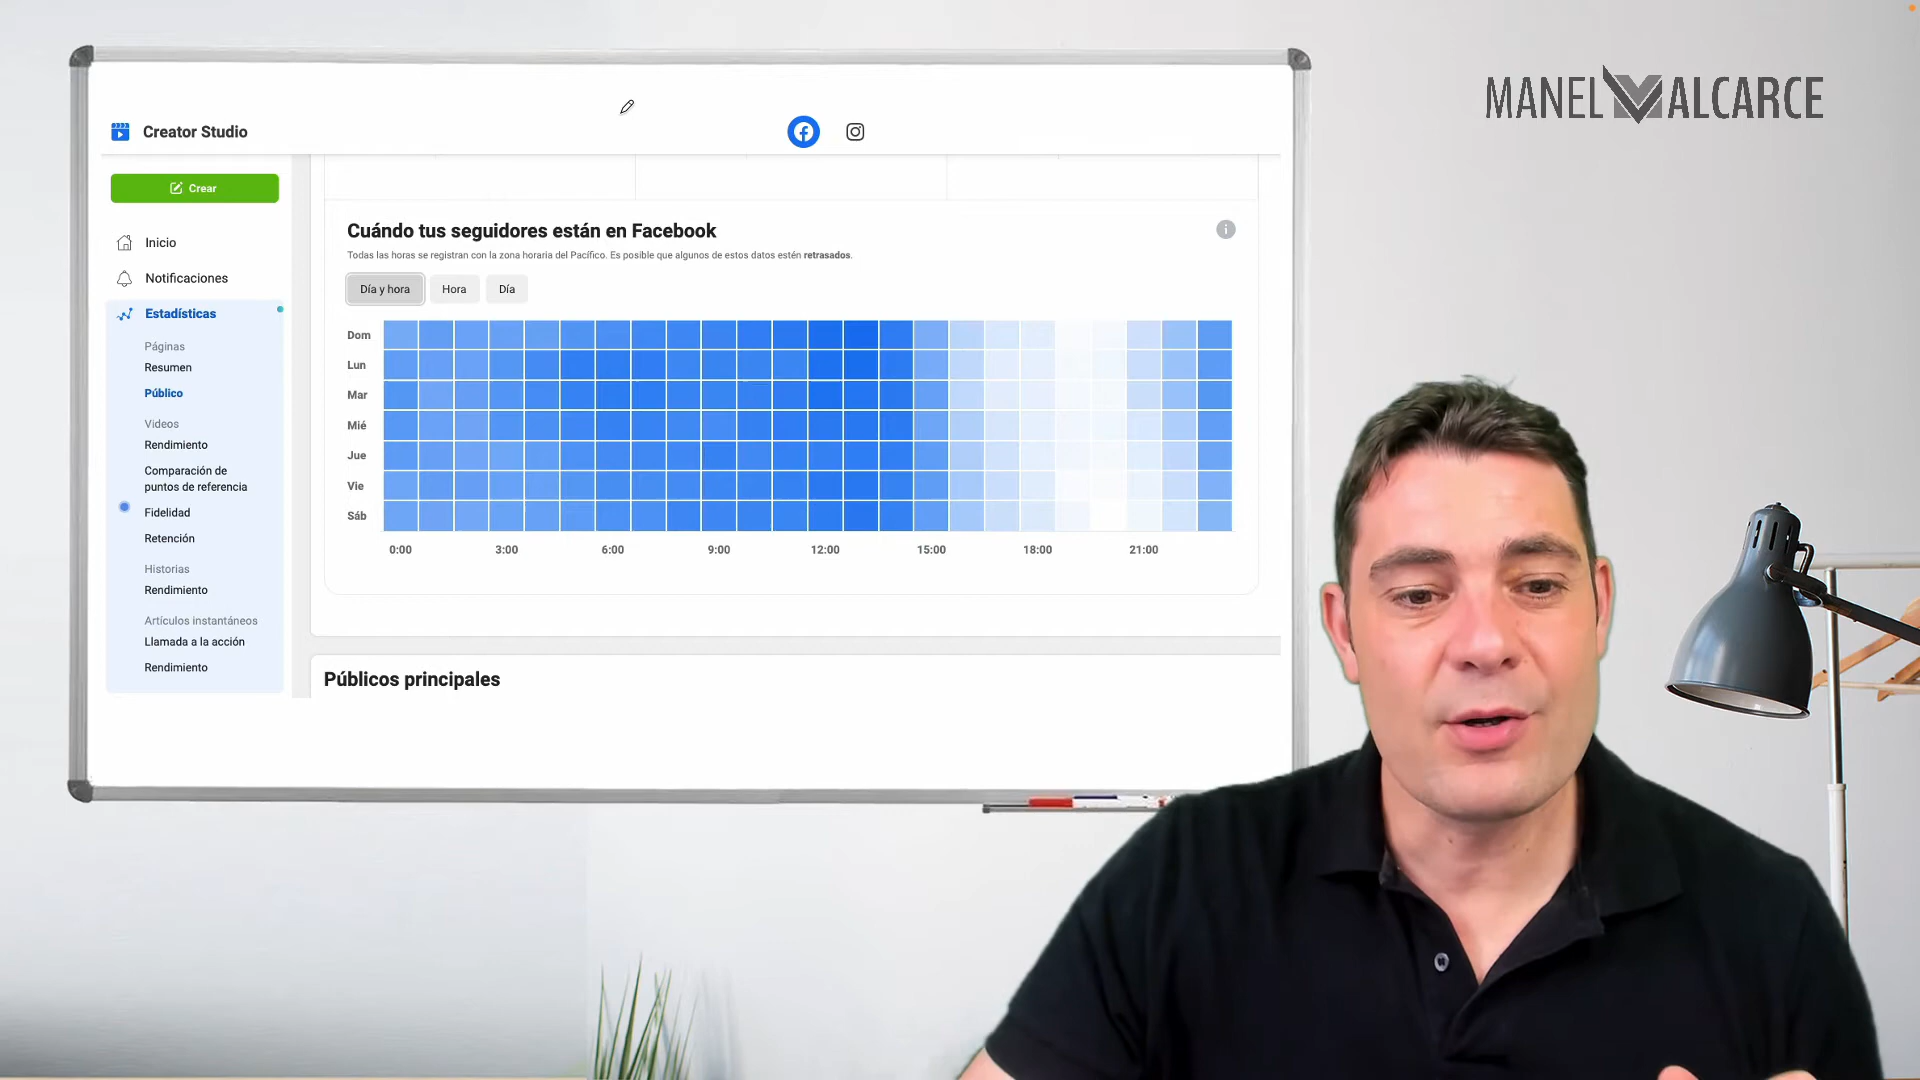 MANEL VALCARCE
Creator Studio
Crear
Inicio
Notificaciones
Estadísticas
Páginas
Resumen
Público
Videos
Rendimiento
Comparación de
puntos de referencia
Fidelidad
Retención
Historias
Rendimiento
Artículos instantáneos
Llamada a la acción
Rendimiento
Cuándo tus seguidores están en Facebook
Todas las horas se registran con la zona horaria del Pacífico. Es posible que algunos de estos datos estén retrasados.
Día y hora Hora Día
Dom
Lun
Mar
Mié
Jue
Vie
Sáb
0:00 3:00 6:00 9:00 12:00 15:00 18:00 21:00
Públicos principales